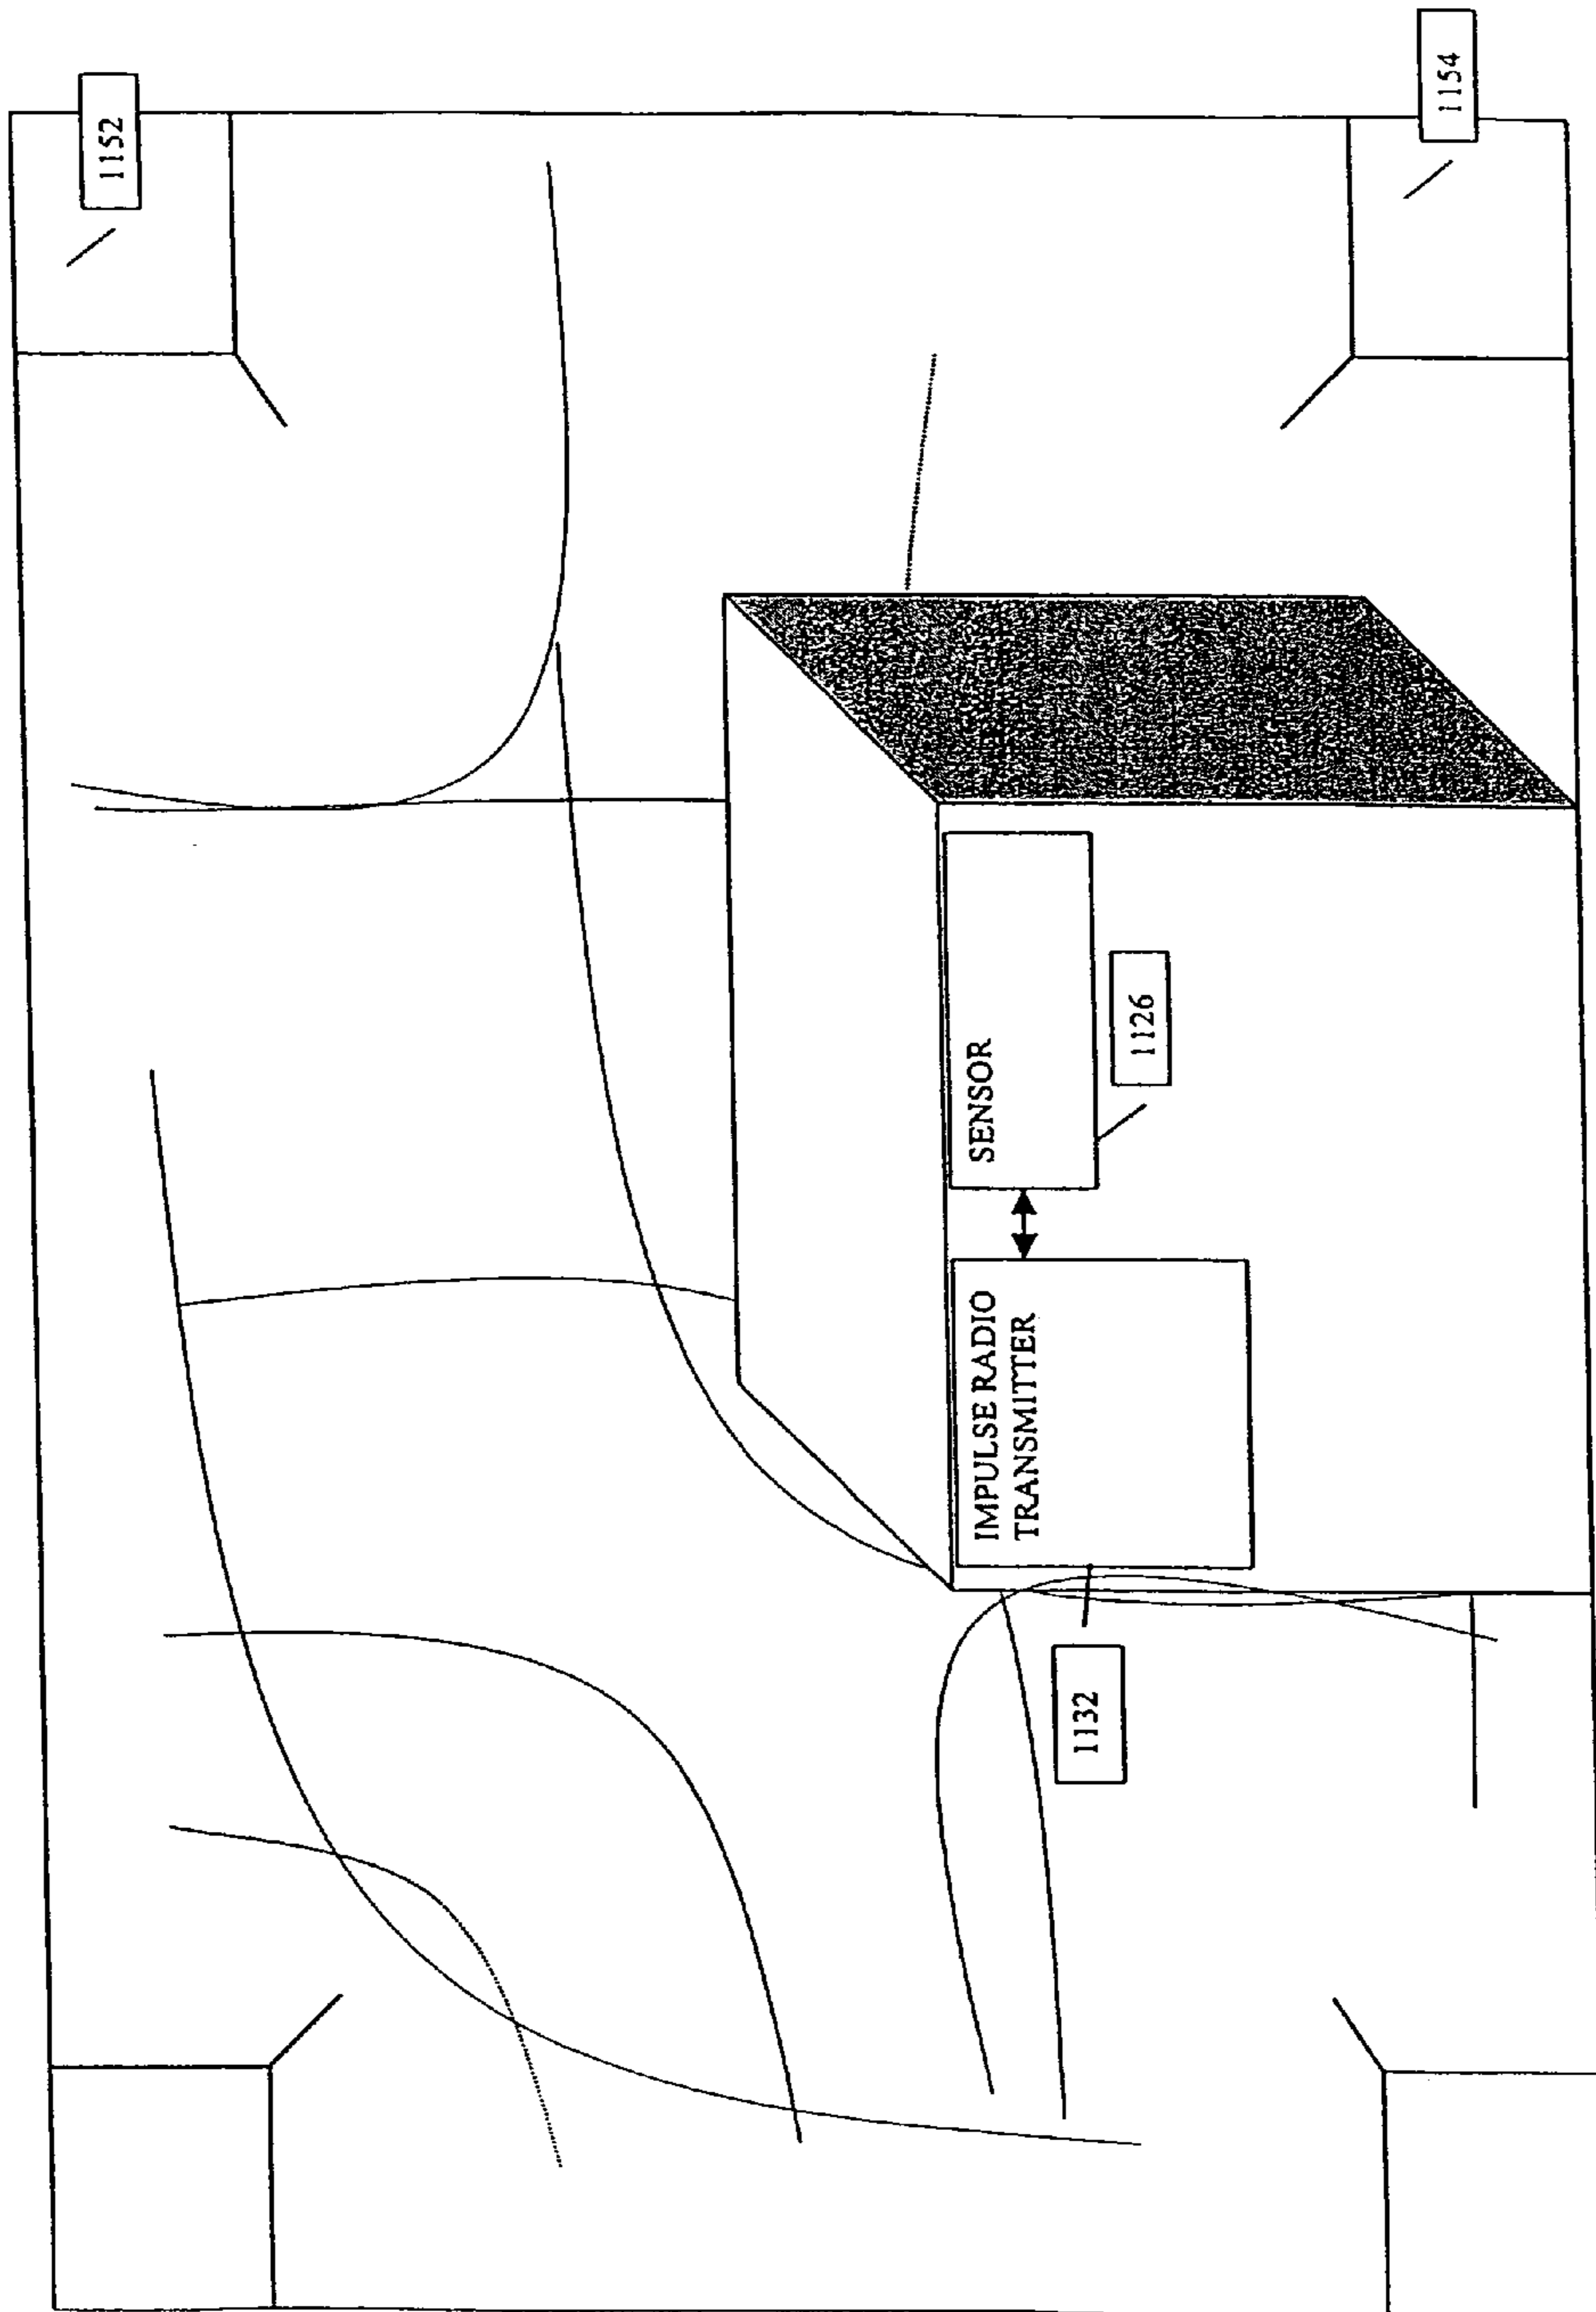 1152
1154
SENSOR
1126
IMPULSE RADIO
TRANSMITTER
1132